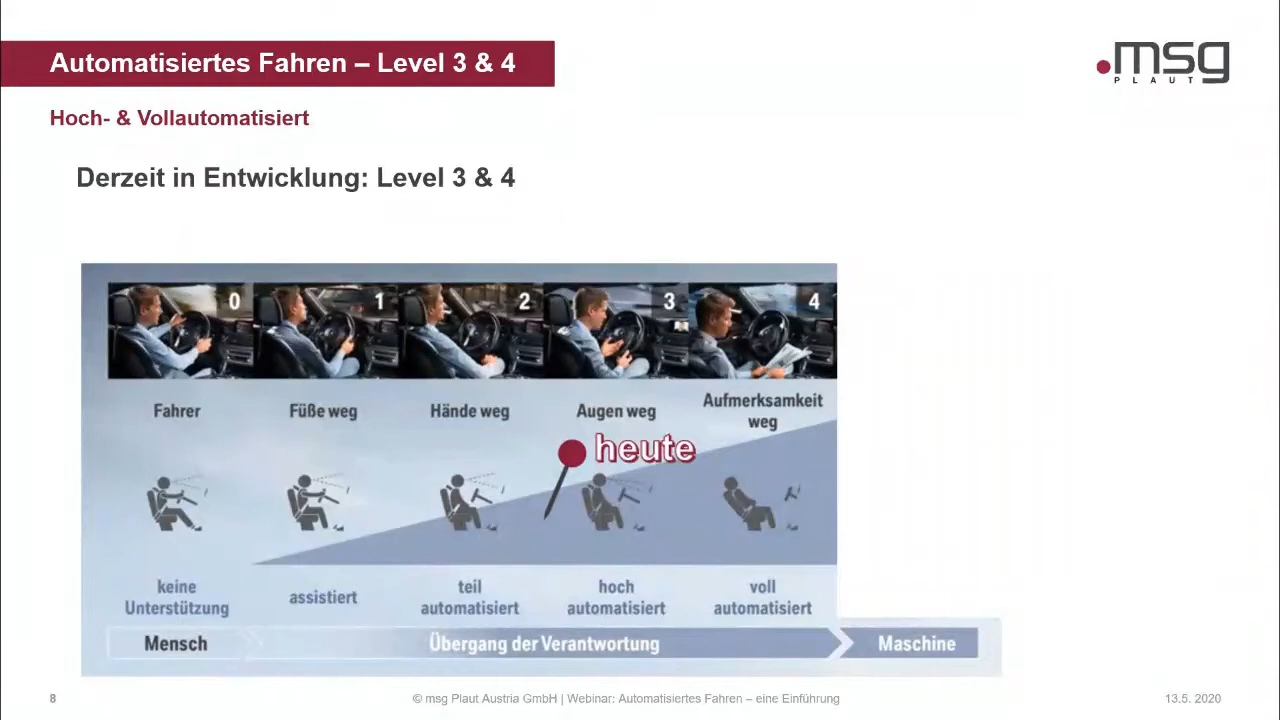 Automatisiertes Fahren – Level 3 & 4
.msg
PLAUT
Hoch- & Vollautomatisiert
Derzeit in Entwicklung: Level 3 & 4
0 1 2 3 4
Fahrer Füße weg Hände weg Augen weg Aufmerksamkeit
weg
heute
keine
Unterstützung
assistiert
teil
automatisiert
hoch
automatisiert
voll
automatisiert
Mensch Übergang der Verantwortung Maschine
8 © msg Plaut Austria GmbH | Webinar: Automatisiertes Fahren – eine Einführung 13.5. 2020